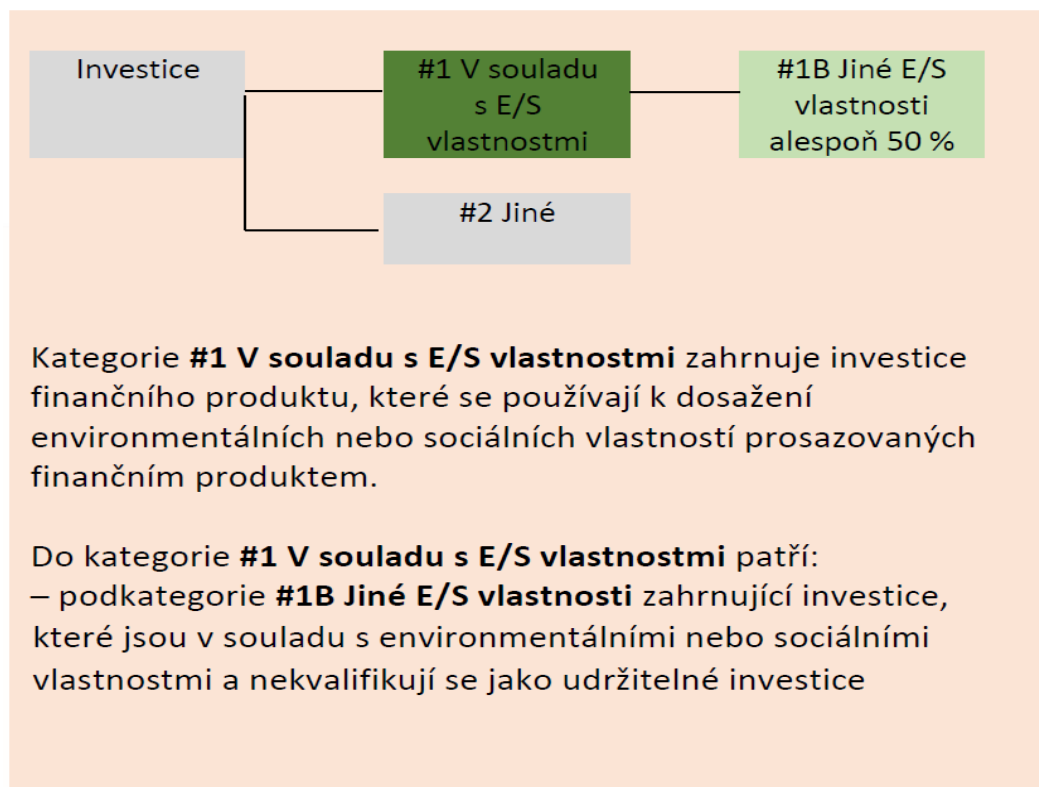 Investice
#1 V souladu
s E/S
vlastnostmi
#1B Jiné E/S
vlastnosti
alespoň 50 %
#2 Jiné
Kategorie #1 V souladu s E/S vlastnostmi zahrnuje investice
finančního produktu, které se používají k dosažení
environmentálních nebo sociálních vlastností prosazovaných
finančním produktem.
Do kategorie #1 V souladu s E/S vlastnostmi patří:
– podkategorie #1B Jiné E/S vlastnosti zahrnující investice,
které jsou v souladu s environmentálními nebo sociálními
vlastnostmi a nekvalifikují se jako udržitelné investice